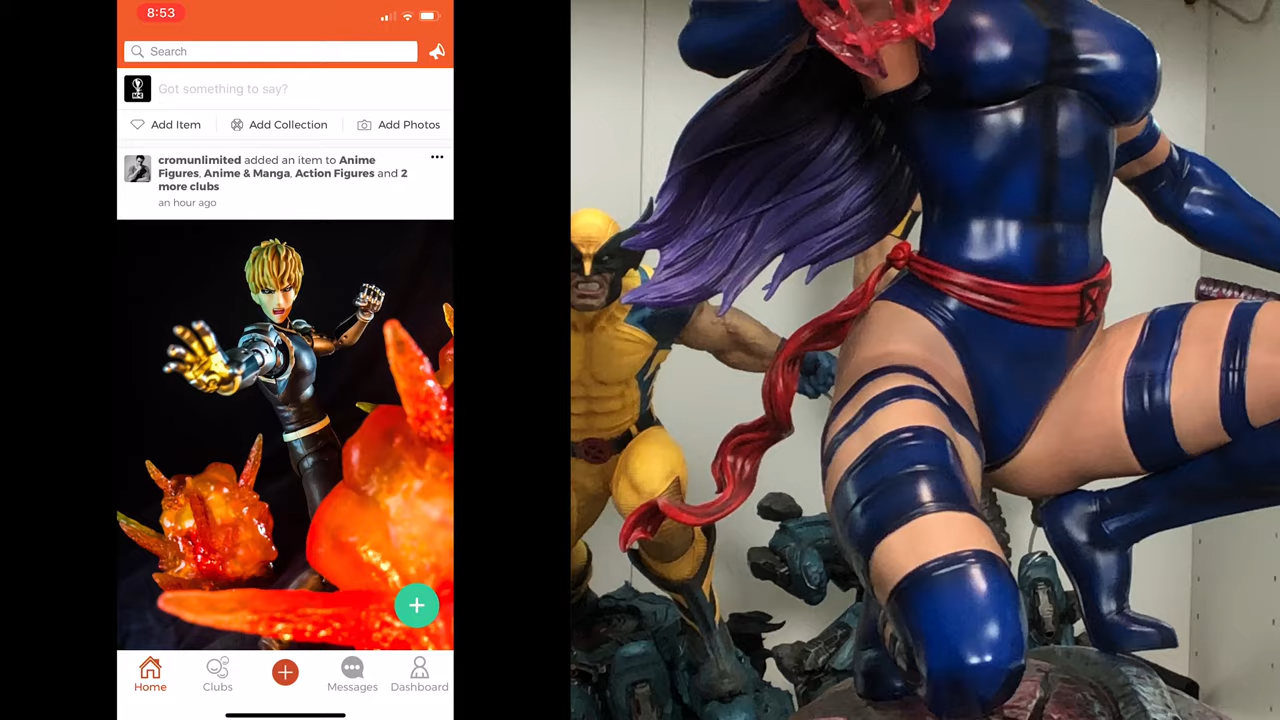 8:53
Search
Got something to say?
Add Item
Add Collection
Add Photos
cromunlimited added an item to Anime
Figures, Anime & Manga, Action Figures and 2
more clubs
an hour ago
Home
Clubs
Messages
Dashboard